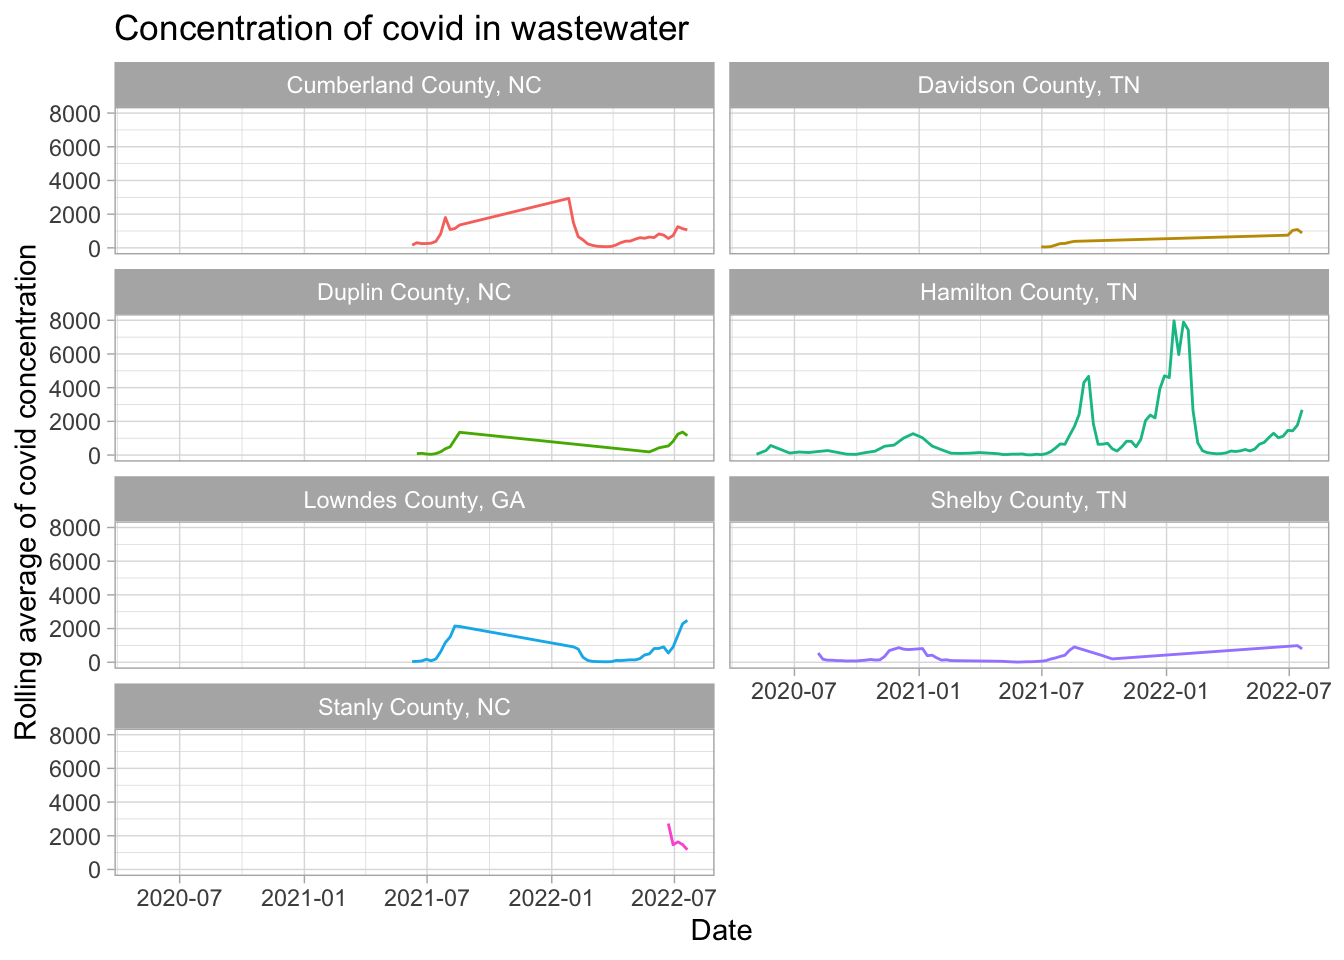 Concentration of covid in wastewater
Rolling average of covid concentration
Cumberland County, NC
8000
6000
4000
2000
0
Davidson County, TN
Duplin County, NC
8000
6000
4000
2000
0
Hamilton County, TN
Lowndes County, GA
8000
6000
4000
2000
0
Shelby County, TN
2020-07 2021-01 2021-07 2022-01 2022-07
Stanly County, NC
8000
6000
4000
2000
0
2020-07 2021-01 2021-07 2022-01 2022-07
Date